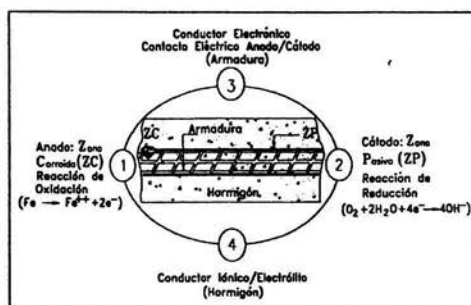 Conductor Electrónico
Contacto Eléctrico Anodo/Cátodo
(Armadura)
3
ZC
Armadura
ZP
Anodo: Zona
Corroida (ZC)
Reacción de
Oxidación
(Fe → Fe++ +2e-)
1
2
Cátodo: Zona
Pasiva (ZP)
Reacción de
Reducción
(O2 +2H2O+4e- → 4OH-)
Hormigón
4
Conductor Iónico/Electrólito
(Hormigón)